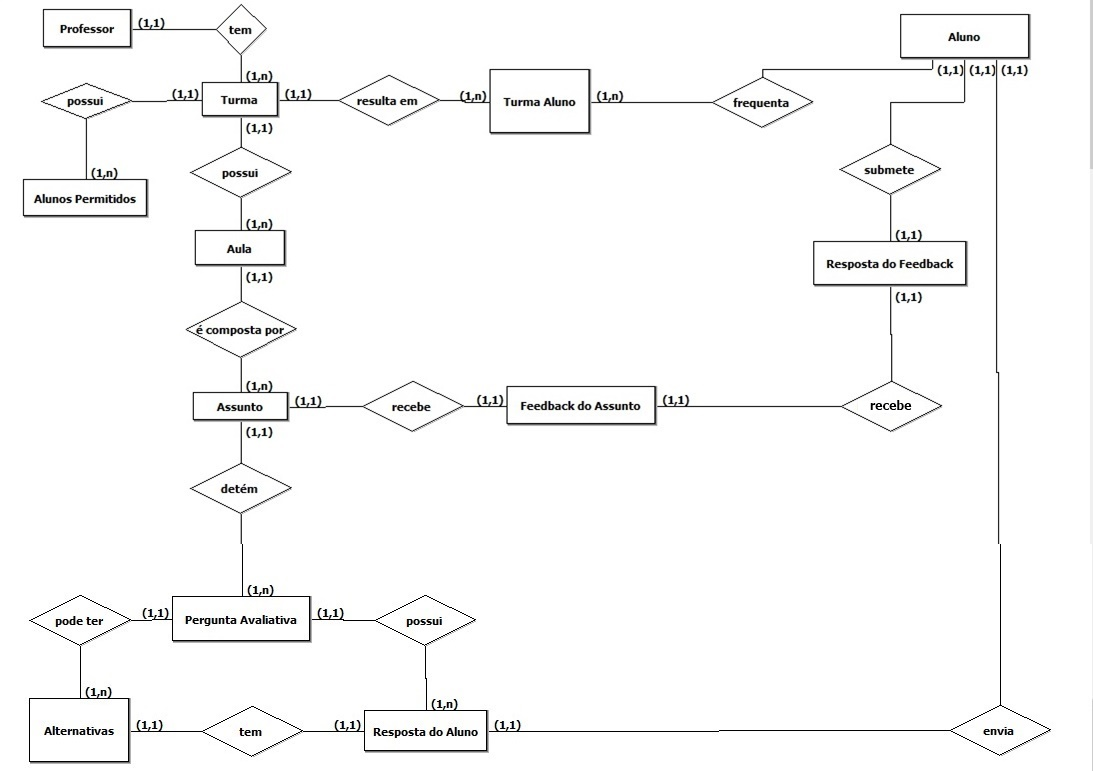 Professor
(1,1)
tem
Aluno
(1,1)
(1,1)
(1,1)
(1,n)
possui
(1,1)
Turma
(1,1)
resulta em
(1,n)
Turma Aluno
(1,n)
frequenta
(1,1)
possui
submete
(1,n)
Alunos Permitidos
(1,n)
Aula
(1,1)
(1,1)
Resposta do Feedback
(1,1)
é composta por
(1,n)
Assunto
(1,1)
recebe
(1,1)
Feedback do Assunto
(1,1)
recebe
(1,1)
detém
(1,n)
pode ter
(1,1)
Pergunta Avaliativa
(1,1)
possui
(1,n)
(1,n)
Alternativas
(1,1)
tem
(1,1)
Resposta do Aluno
(1,1)
envia